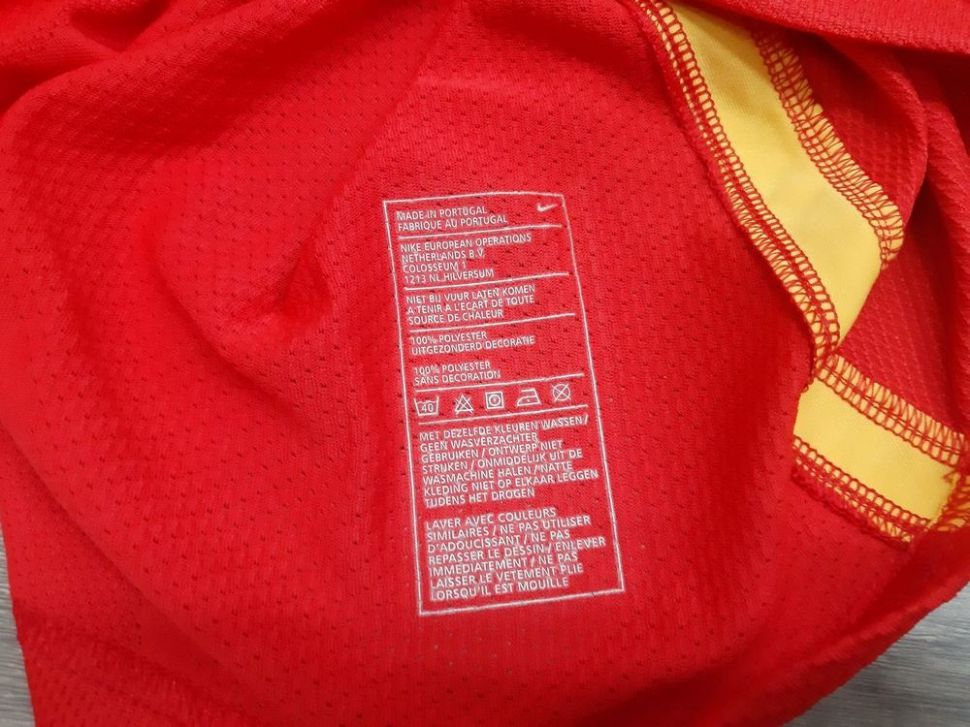 MADE IN PORTUGAL
FABRIQUE AU PORTUGAL
NIKE EUROPEAN OPERATIONS
NETHERLANDS B.V.
COLOSSEUM 1
1213 NL HILVERSUM
NIET BIJ VUUR LATEN KOMEN
A TENIR A L'ECART DE TOUTE
SOURCE DE CHALEUR
100% POLYESTER
UITGEZONDERD DECORATIE
100% POLYESTER
SANS DECORATION
40
MET DEZELFDE KLEUREN WASSEN /
GEEN WASVERZACHTER
GEBRUIKEN / ONTWERP NIET
STRIJKEN / ONMIDDELIJK UIT DE
WASMACHINE HALEN / NATTE
KLEDING NIET OP ELKAAR LEGGEN
TIJDENS HET DROGEN
LAVER AVEC COULEURS
SIMILAIRES / NE PAS UTILISER
D'ADOUCISSANT / NE PAS
REPASSER LE DESSIN / ENLEVER
IMMEDIATEMENT / NE PAS
LAISSER LE VETEMENT PLIE
LORSQU'IL EST MOUILLE